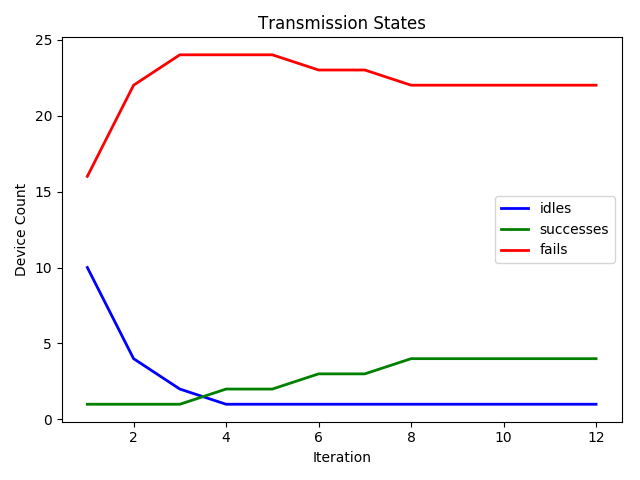 Transmission States
Device Count
25
20
15
10
5
0
idles
successes
fails
2 4 6 8 10 12
Iteration